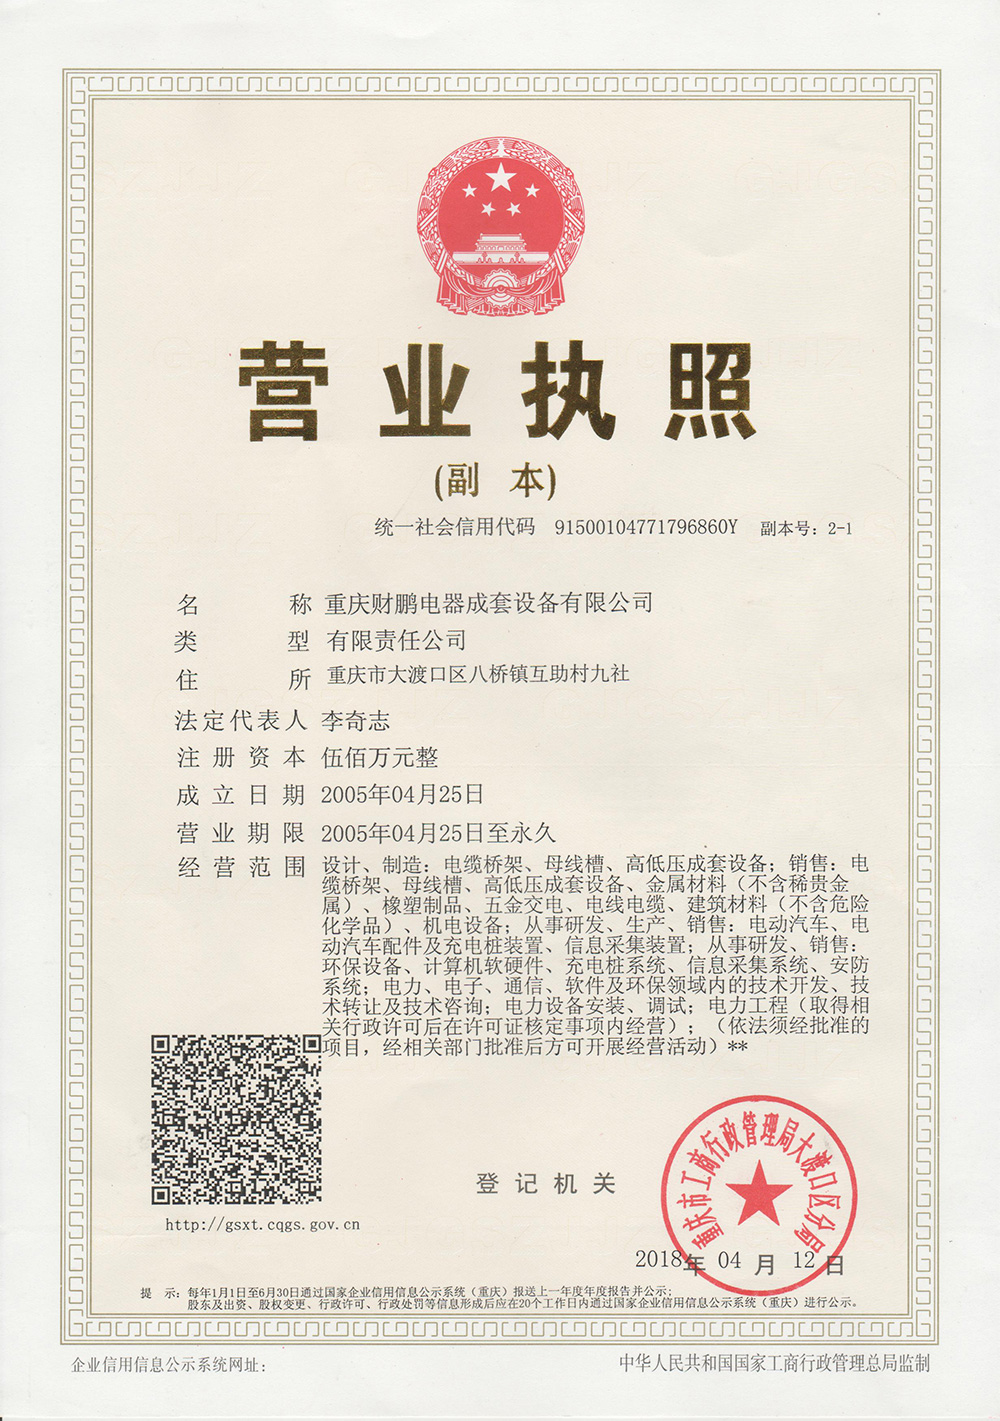 营业执照
(副 本)
统一社会信用代码 91500104771796860Y 副本号：2-1
名称 重庆财鹏电器成套设备有限公司
类型 有限责任公司
住所 重庆市大渡口区八桥镇互助村九社
法定代表人 李奇志
注册资本 伍佰万元整
成立日期 2005年04月25日
营业期限 2005年04月25日至永久
经营范围 设计、制造：电缆桥架、母线槽、高低压成套设备；销售：电
缆桥架、母线槽、高低压成套设备、金属材料（不含稀贵金
属）、橡塑制品、五金交电、电线电缆、建筑材料（不含危险
化学品）、机电设备；从事研发、生产、销售：电动汽车、电
动汽车配件及充电桩装置、信息采集装置；从事研发、销售：
环保设备、计算机软硬件、充电桩系统、信息采集系统、安防
系统；电力、电子、通信、软件及环保领域内的技术开发、技
术转让及技术咨询；电力设备安装、调试；电力工程（取得相
关行政许可后在许可证核定事项内经营）；（依法须经批准的
项目，经相关部门批准后方可开展经营活动）**
http://gsxt.cqgs.gov.cn
登记机关
重庆市工商行政管理局大渡口区分局
2018年 04 月 12 日
提 示：每年1月1日至6月30日通过国家企业信用信息公示系统（重庆）报送上一年度年度报告并公示；
股东及出资、股权变更、行政许可、行政处罚等信息形成后应在20个工作日内通过国家企业信用信息公示系统（重庆）进行公示。
企业信用信息公示系统网址：
中华人民共和国国家工商行政管理总局监制